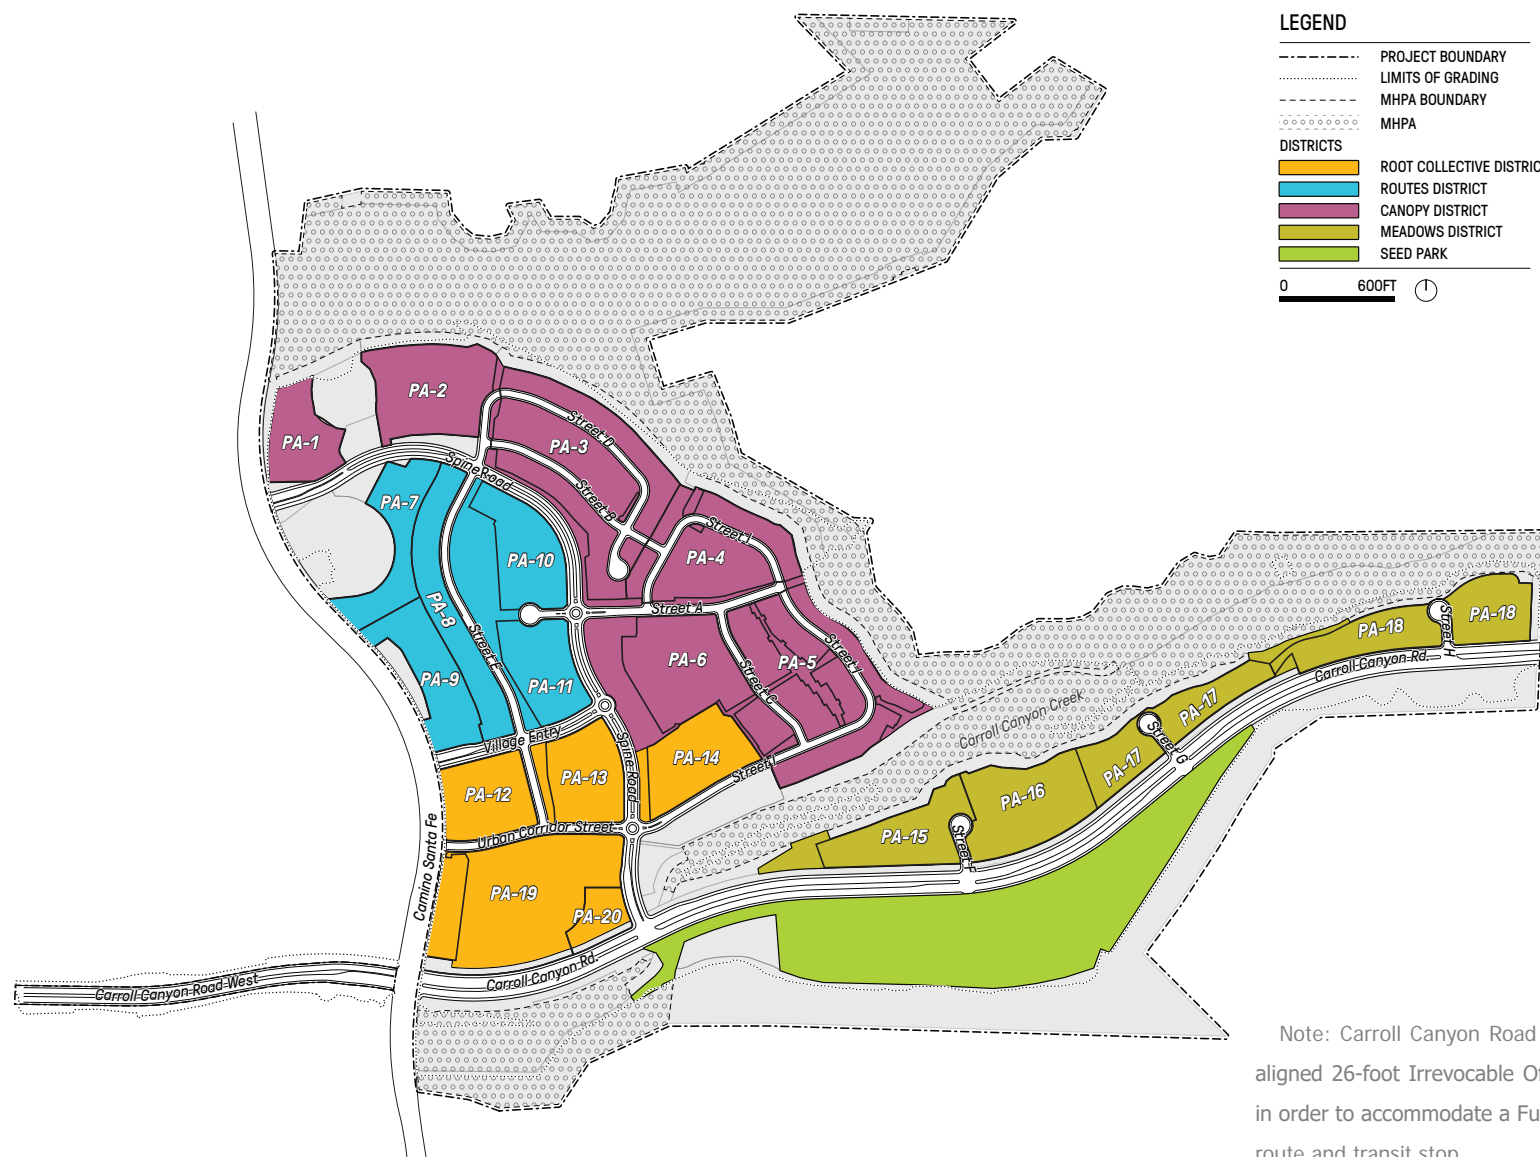 LEGEND
PROJECT BOUNDARY
LIMITS OF GRADING
MHPA BOUNDARY
MHPA
DISTRICTS
ROOT COLLECTIVE DISTRIC
ROUTES DISTRICT
CANOPY DISTRICT
MEADOWS DISTRICT
SEED PARK
0 600FT
PA-2
PA-1
PA-3
Street D
Spine Road
Street B
PA-7
Street I
PA-10
PA-4
PA-8
Street A
Street E
PA-6
PA-5
Street I
Street C
PA-9
PA-11
PA-18
PA-18
Street H
Carroll Canyon Rd.
Carroll Canyon Creek
PA-17
Street G
PA-17
Village Entry
Spine Road
PA-14
Street I
PA-13
PA-12
PA-16
Urban Corridor Street
PA-15
Street F
Camino Santa Fe
PA-19
PA-20
Carroll Canyon Rd.
Carroll Canyon Road West
Note: Carroll Canyon Road
aligned 26-foot Irrevocable
in order to accommodate a Fu
route and transit stop